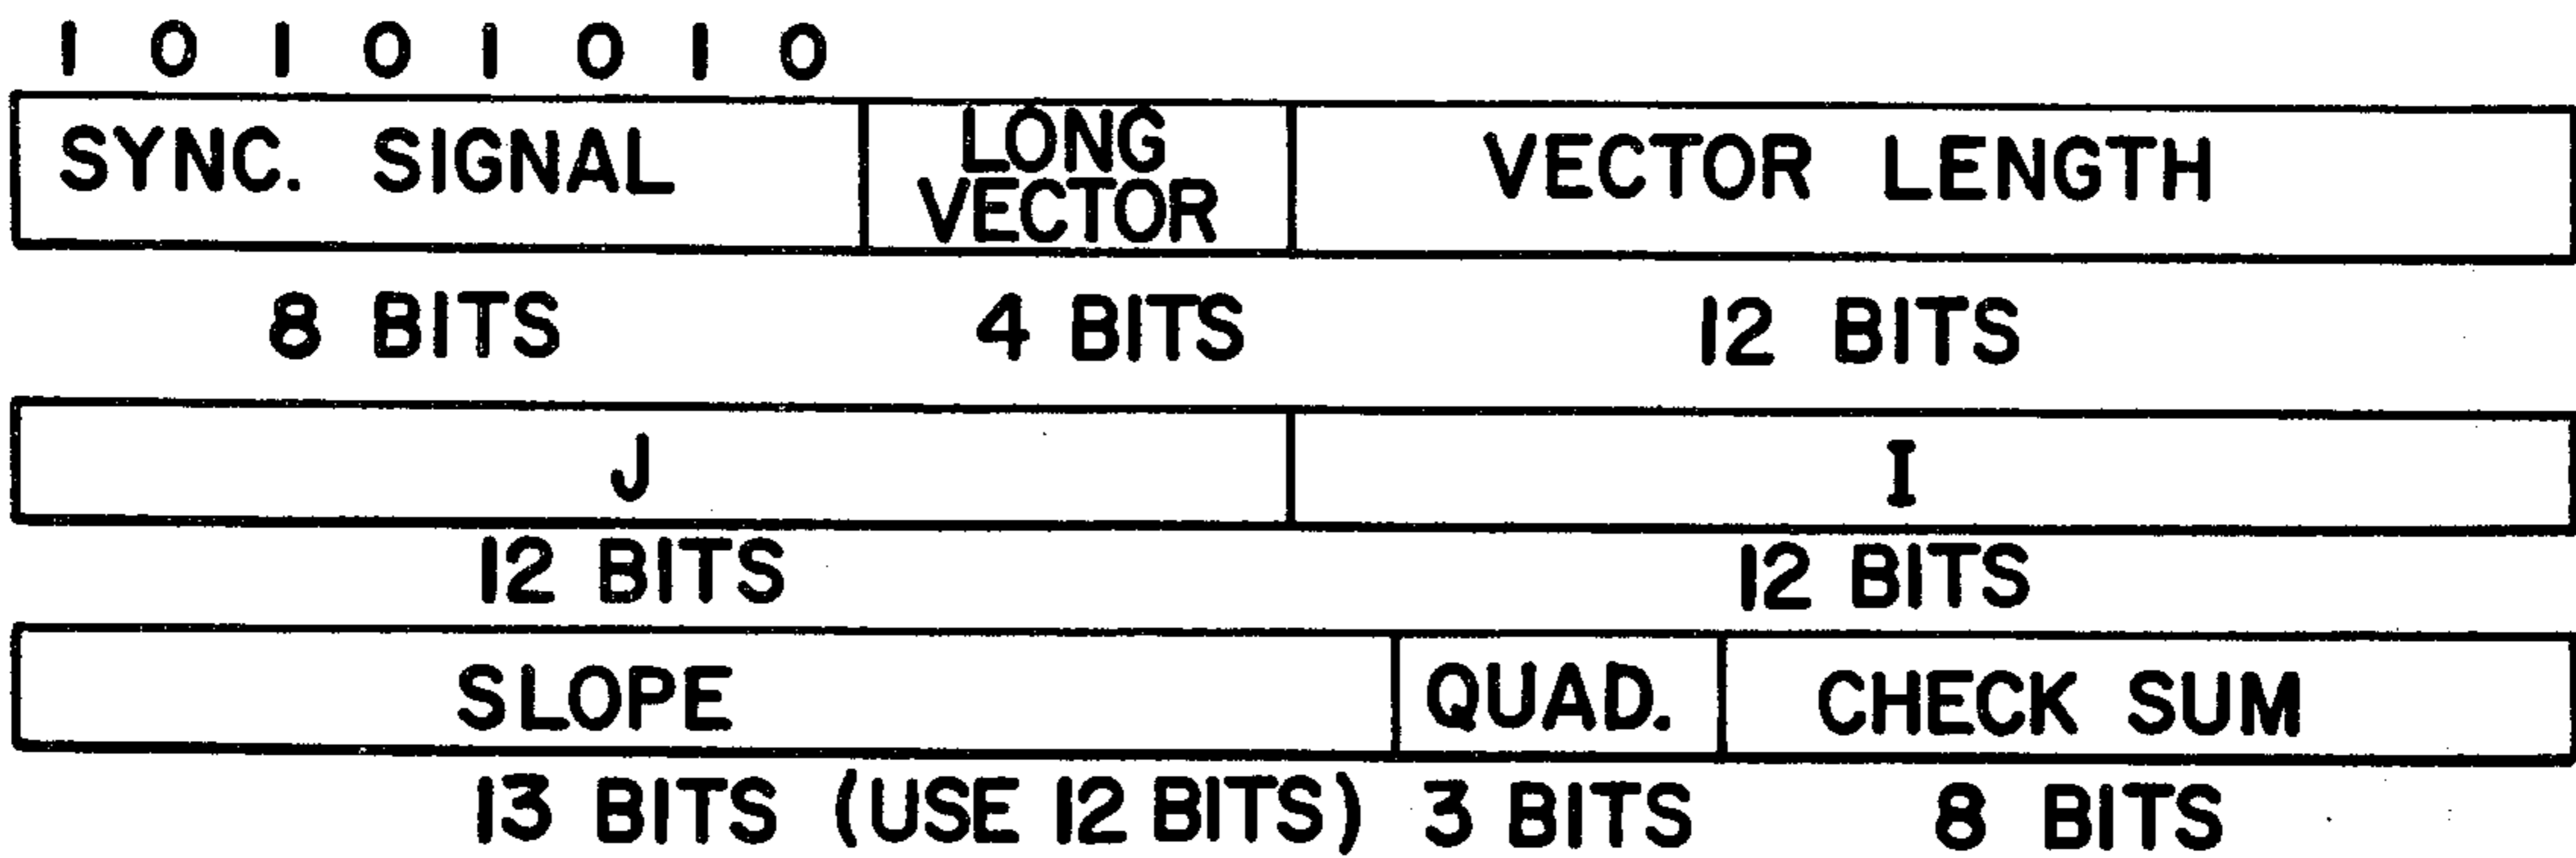 1 0 1 0 1 0 1 0
SYNC. SIGNAL
LONG
VECTOR
VECTOR LENGTH
8 BITS
4 BITS
12 BITS
J
I
12 BITS
12 BITS
SLOPE
QUAD.
CHECK SUM
13 BITS (USE 12 BITS)
3 BITS
8 BITS